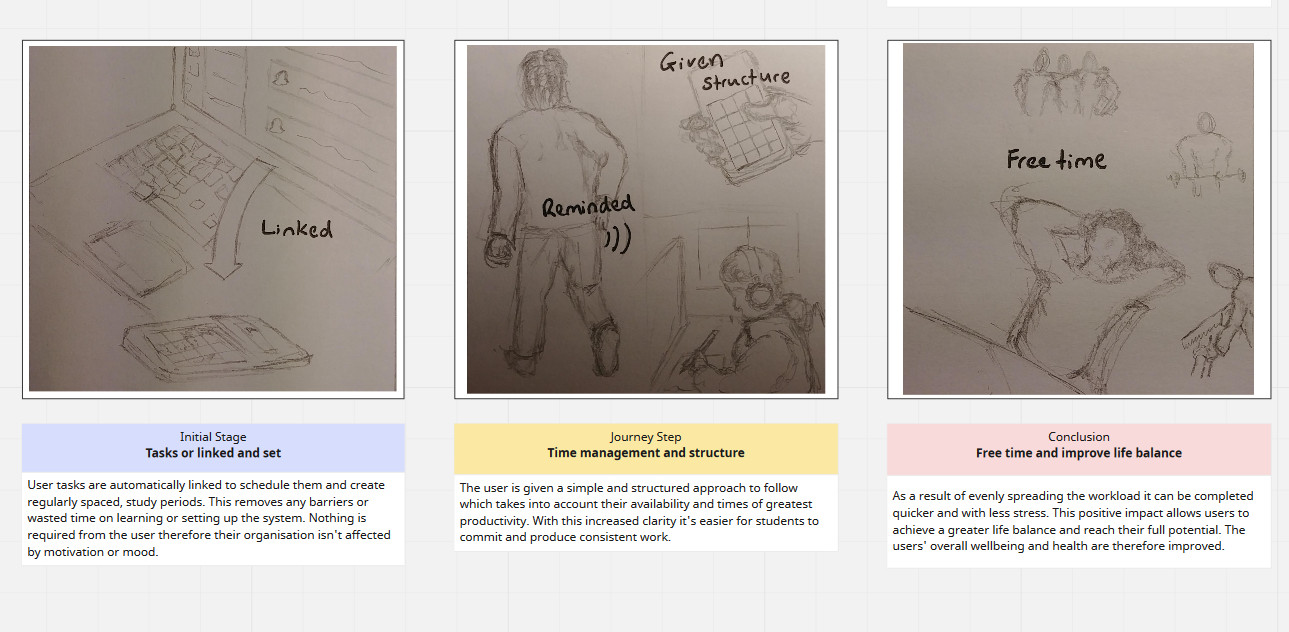 Linked
Reminded
Given
structure
Free time
Initial Stage
Tasks or linked and set
User tasks are automatically linked to schedule them and create
regularly spaced, study periods. This removes any barriers or
wasted time on learning or setting up the system. Nothing is
required from the user therefore their organisation isn't affected
by motivation or mood.
Journey Step
Time management and structure
The user is given a simple and structured approach to follow
which takes into account their availability and times of greatest
productivity. With this increased clarity it's easier for students to
commit and produce consistent work.
Conclusion
Free time and improve life balance
As a result of evenly spreading the workload it can be completed
quicker and with less stress. This positive impact allows users to
achieve a greater life balance and reach their full potential. The
users' overall wellbeing and health are therefore improved.